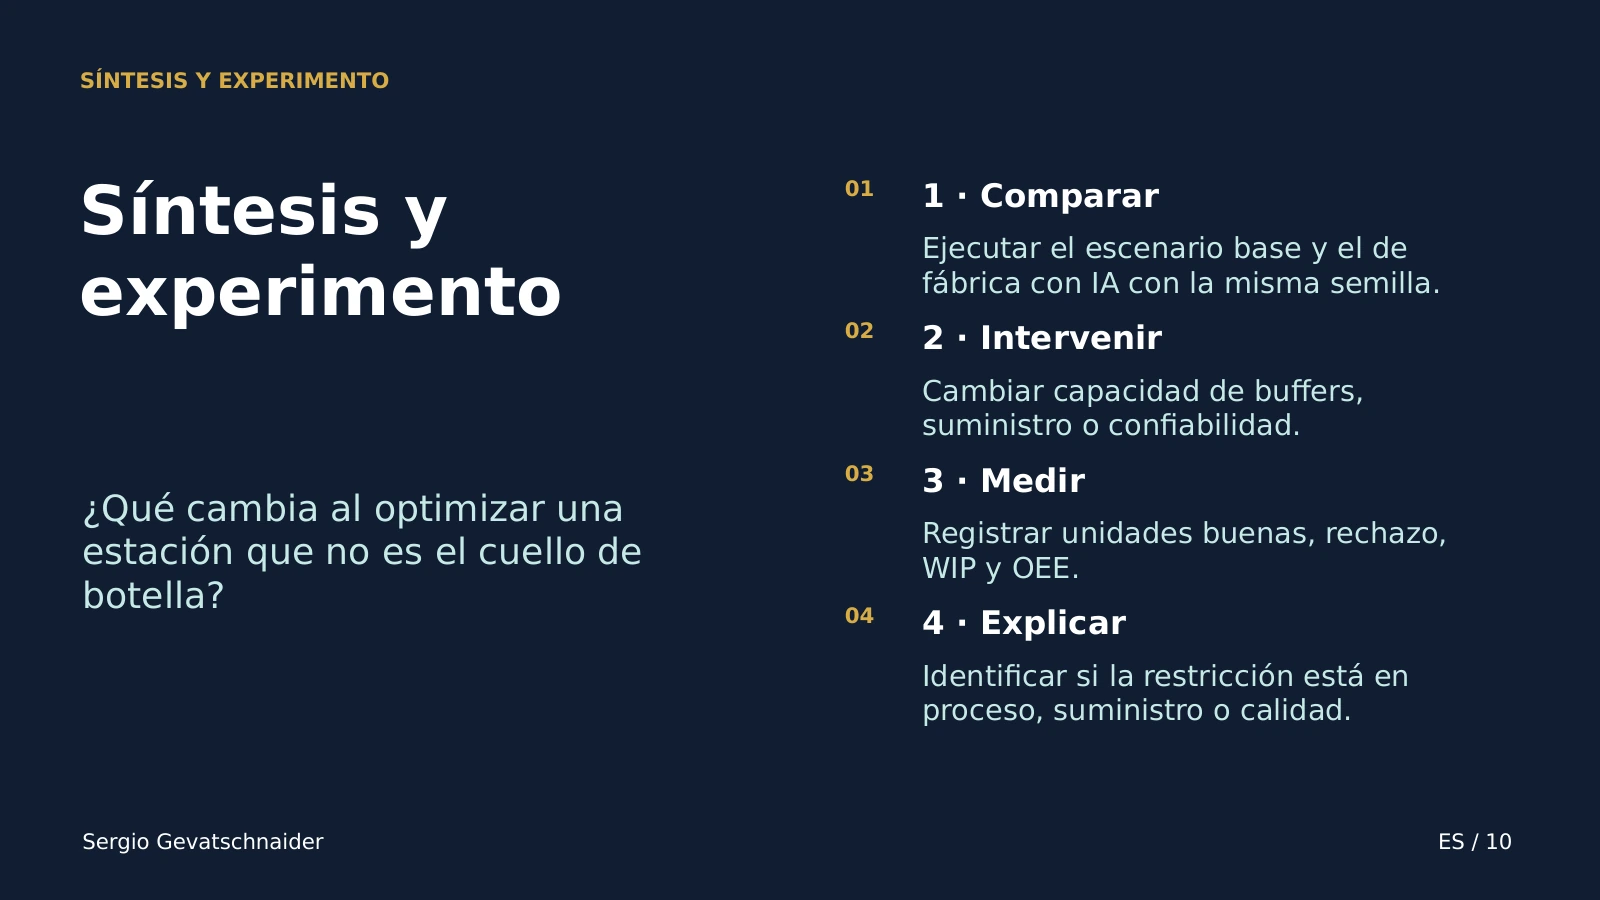 SÍNTESIS Y EXPERIMENTO
Síntesis y
experimento
¿Qué cambia al optimizar una
estación que no es el cuello de
botella?
01
1 · Comparar
Ejecutar el escenario base y el de
fábrica con IA con la misma semilla.
02
2 · Intervenir
Cambiar capacidad de buffers,
suministro o confiabilidad.
03
3 · Medir
Registrar unidades buenas, rechazo,
WIP y OEE.
04
4 · Explicar
Identificar si la restricción está en
proceso, suministro o calidad.
Sergio Gevatschnaider
ES / 10